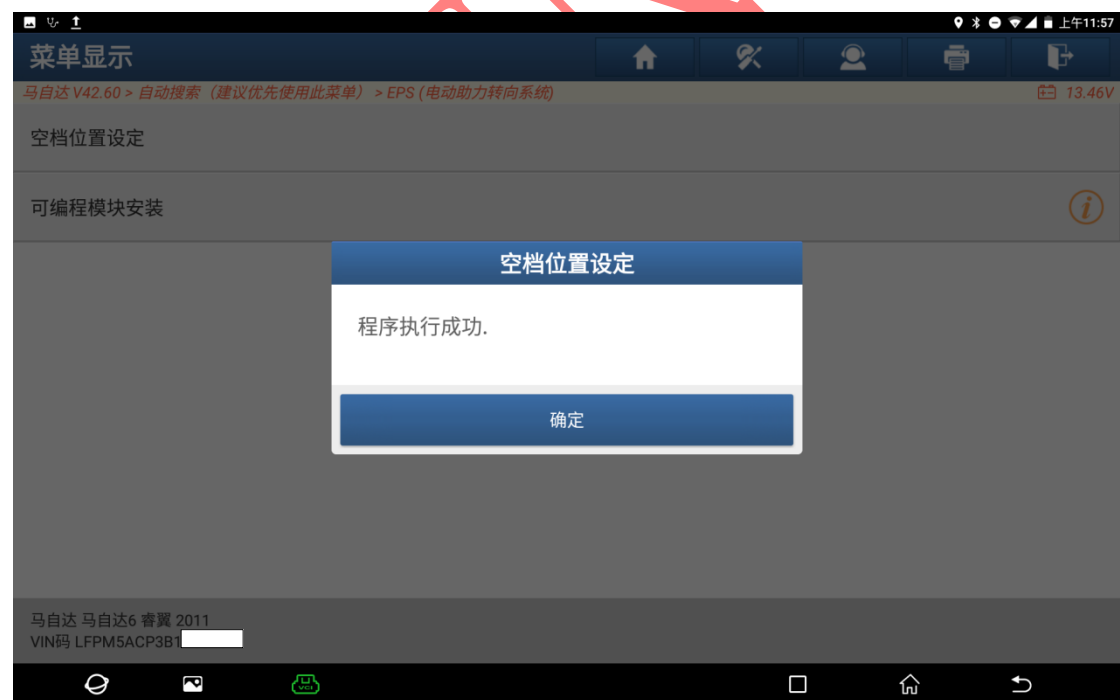 上午11:57
菜单显示
马自达 V42.60 > 自动搜索（建议优先使用此菜单）> EPS (电动助力转向系统)
13.46V
空档位置设定
可编程模块安装
i
空档位置设定
程序执行成功.
确定
马自达 马自达6 睿翼 2011
VIN码 LFPM5ACP3B1
VCI